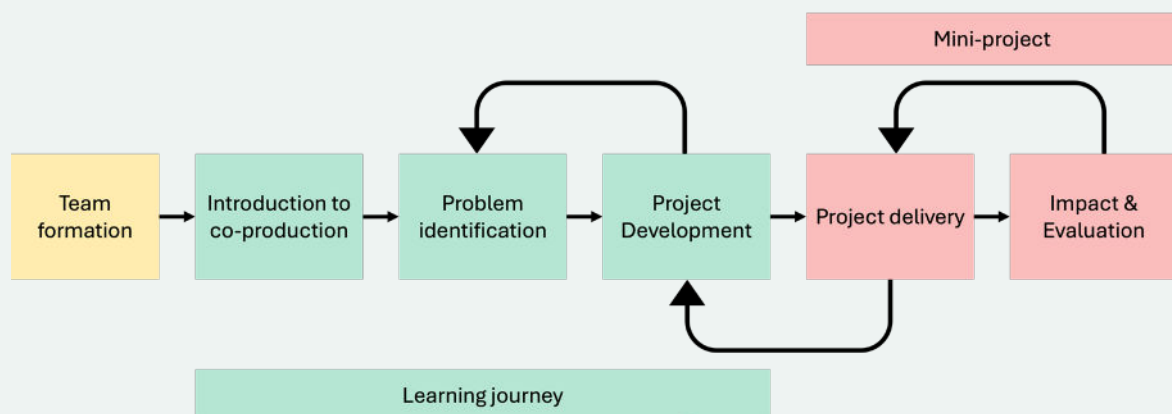 Mini-project
Team
formation
Introduction to
co-production
Problem
identification
Project
Development
Project delivery
Impact &
Evaluation
Learning journey